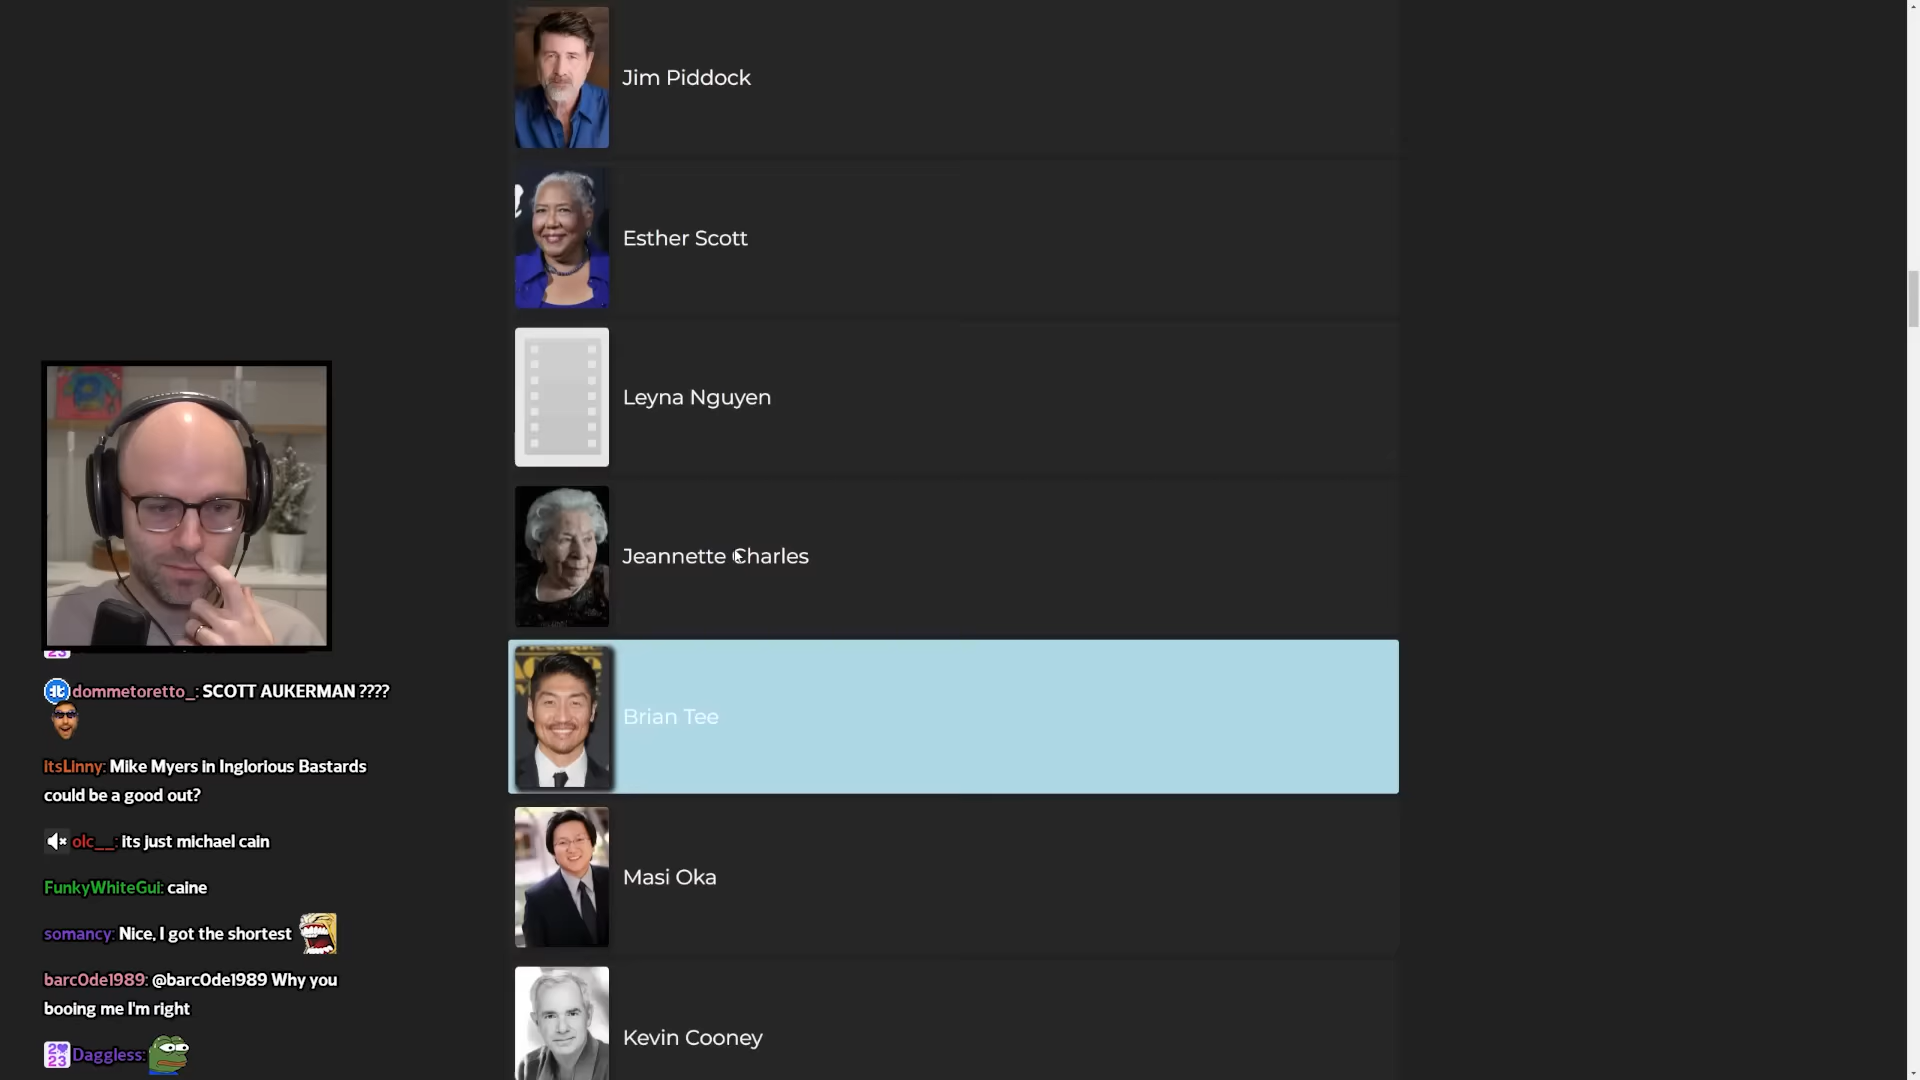 Jim Piddock
Esther Scott
Leyna Nguyen
Jeannette Charles
Brian Tee
Masi Oka
Kevin Cooney
23
dommetoretto_: SCOTT AUKERMAN ????
ItsLinny: Mike Myers in Inglorious Bastards
could be a good out?
olc__: its just michael cain
FunkyWhiteGui: caine
somancy: Nice, I got the shortest
barc0de1989: @barc0de1989 Why you
booing me I'm right
2023 Daggless: